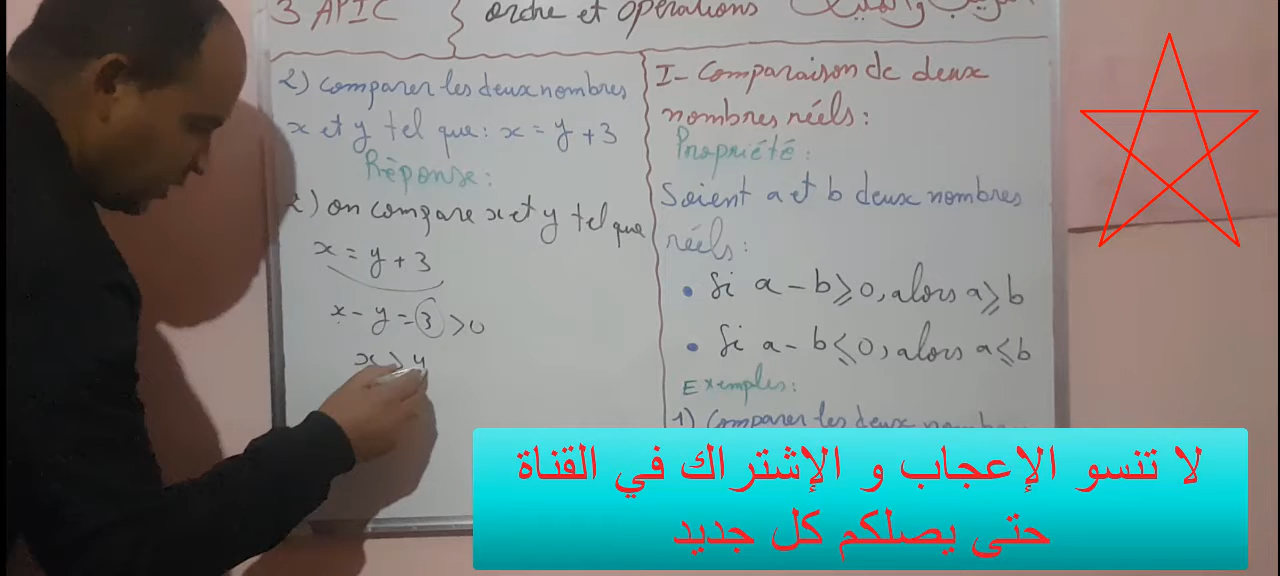 3 APIC
ordre et opérations
2) comparer les deux nombres
x et y tel que : x = y + 3
Réponse :
2) on compare x et y tel que
x = y + 3
x - y = 3 > 0
x > y
I- Comparaison de deux
nombres réels :
Propriété :
Soient a et b deux nombres
réels :
• Si a - b ⩾ 0, alors a ⩾ b
• Si a - b ⩽ 0, alors a ⩽ b
Exemples :
1) Comparer les deux
لا تنسو الإعجاب و الإشتراك في القناة
حتى يصلكم كل جديد